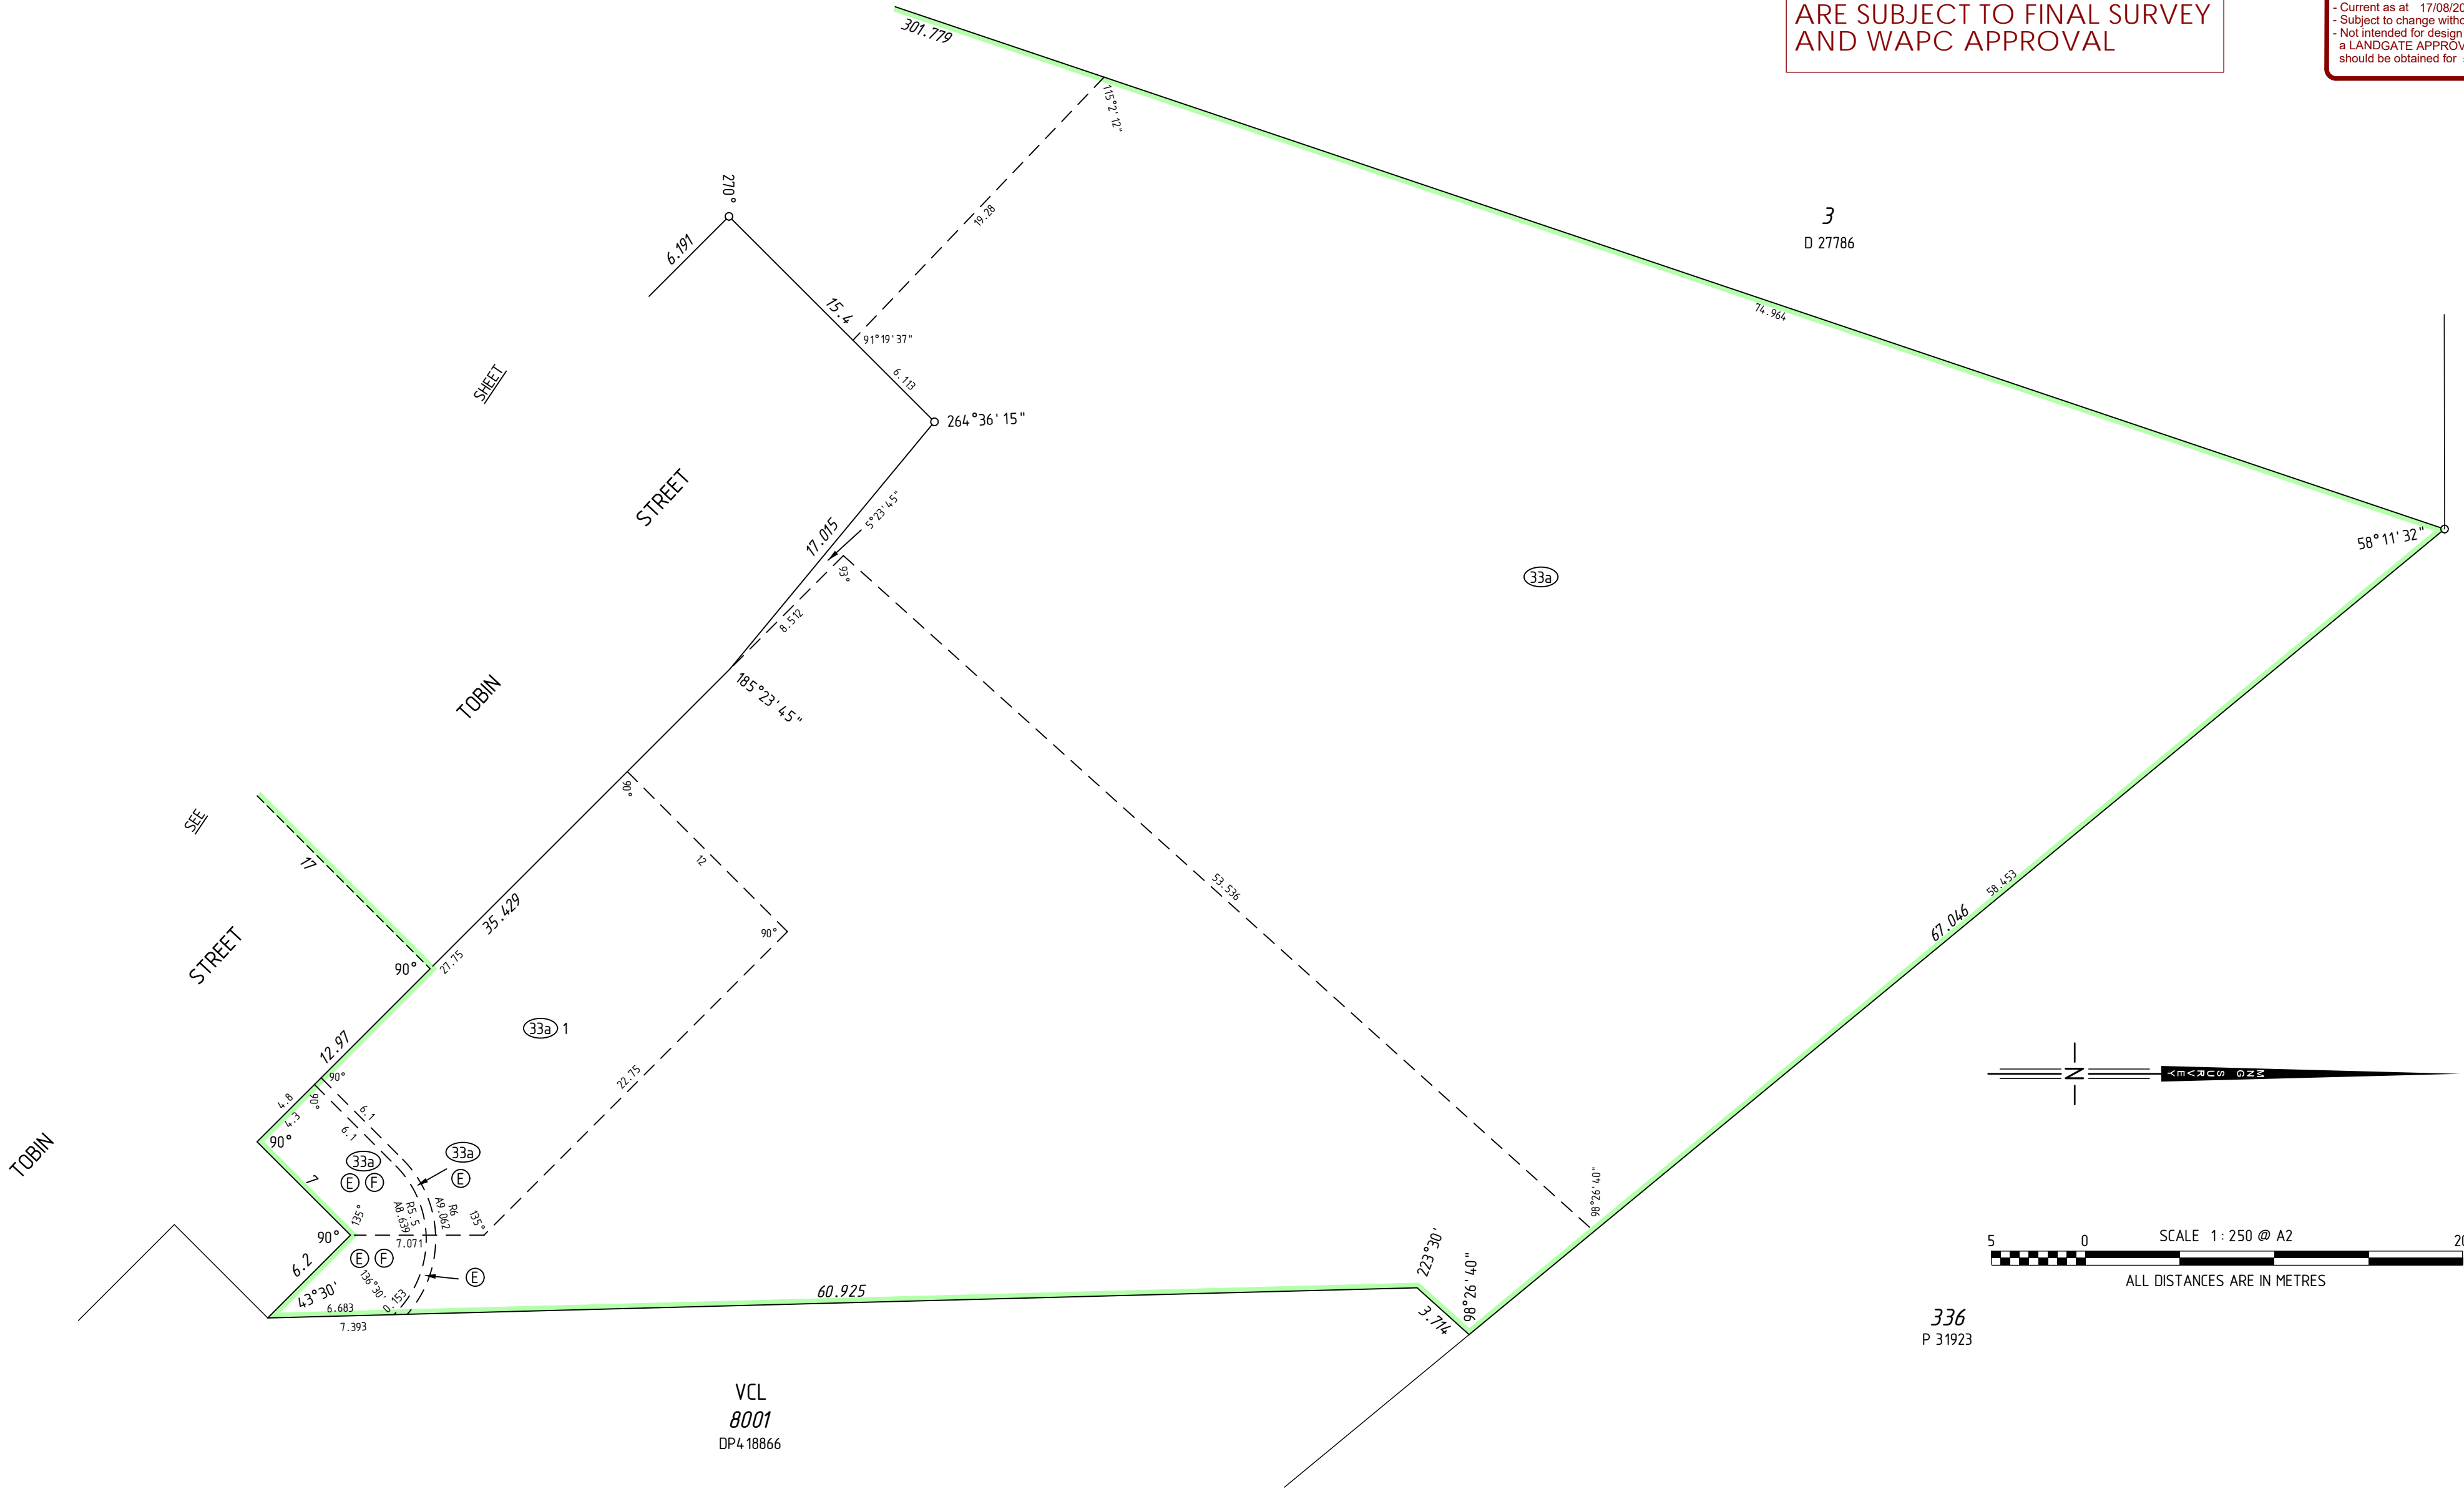 ARE SUBJECT TO FINAL SURVEY
AND WAPC APPROVAL
- Current as at 17/08/20
- Subject to change witho
- Not intended for design
a LANDGATE APPROV
should be obtained for
301.779
115°2'12"
19.28
270°
6.191
15.4
91°19'37"
6.113
264°36'15"
3
D 27786
74.964
58°11'32"
SHEET
STREET
17.015
5°23'45"
93°
8.512
185°23'45"
33a
TOBIN
90°
12
53.536
58.453
67.046
SEE
17
35.429
90°
27.75
90°
STREET
33a 1
12.97
90°
90°
4.8
4.3
6.1
6.1
22.75
90°
TOBIN
33a
E F
33a
E
7
135°
R5.5
A8.639
R6
A9.062
135°
90°
7.071
6.2
E F
E
43°30'
136°30'
0.153
6.683
7.393
60.925
223°30'
98°26'40"
98°26'40"
3.714
N
MNG SURVEY
SCALE 1:250 @ A2
5 0 20
ALL DISTANCES ARE IN METRES
336
P 31923
VCL
8001
DP418866